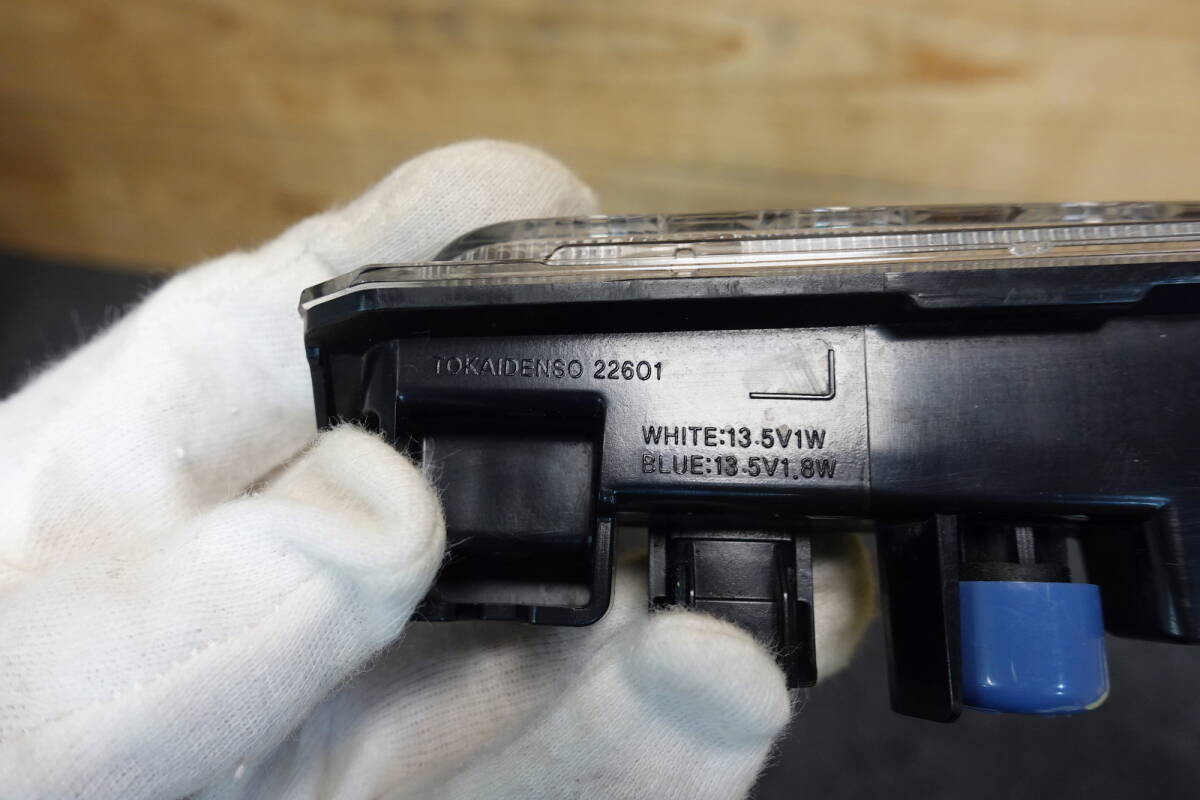 TOKAIDENSO 22601
WHITE:13.5V1W
BLUE:13.5V1.8W